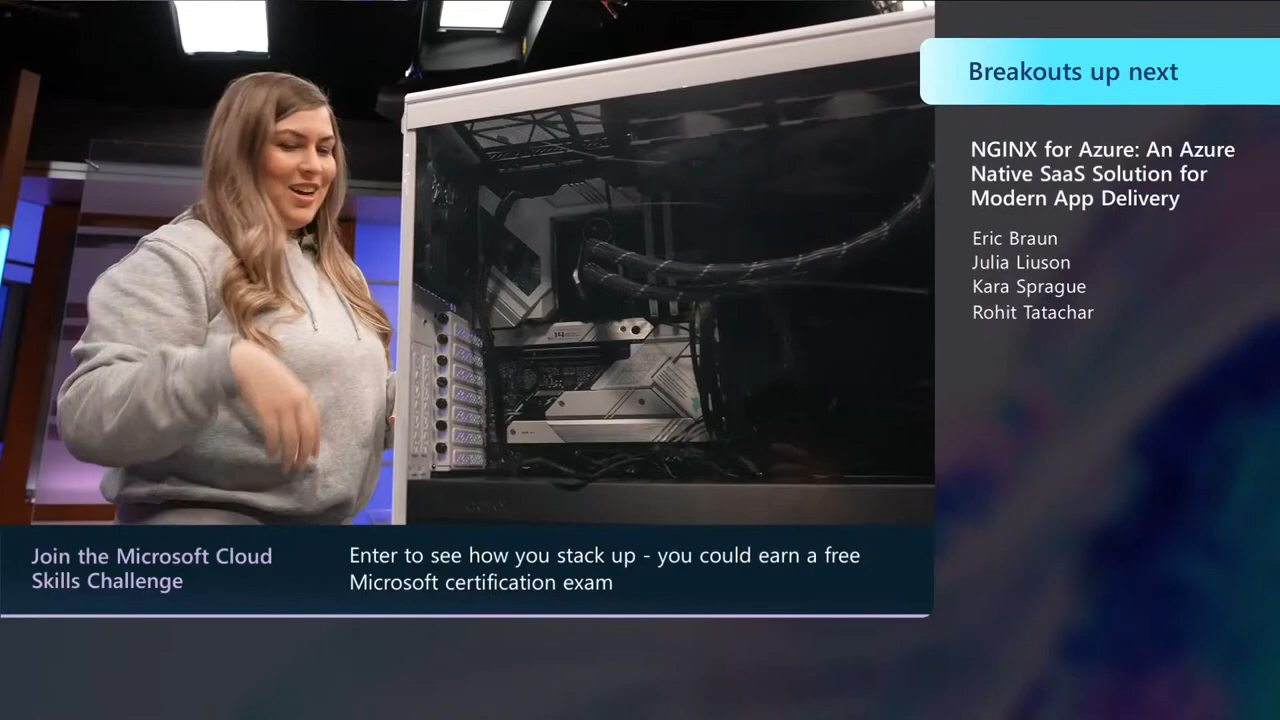 Breakouts up next
NGINX for Azure: An Azure
Native SaaS Solution for
Modern App Delivery
Eric Braun
Julia Liuson
Kara Sprague
Rohit Tatachar
Join the Microsoft Cloud
Skills Challenge
Enter to see how you stack up - you could earn a free
Microsoft certification exam